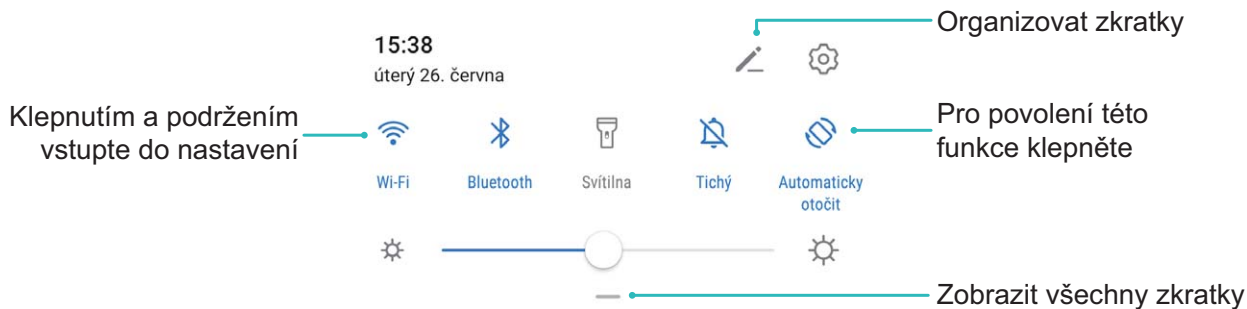 Organizovat zkratky
15:38
úterý 26. června
Klepnutím a podržením
vstupte do nastavení
Pro povolení této
funkce klepněte
Wi-Fi
Bluetooth
Svítilna
Tichý
Automaticky
otočit
Zobrazit všechny zkratky